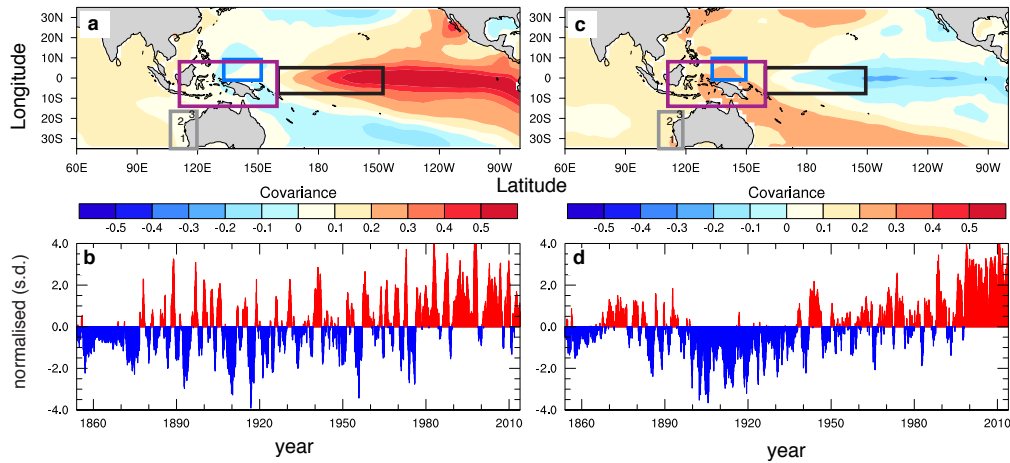 a
30N
20N
10N
0
10S
20S
30S
Longitude
2
3
1
60E
90E
120E
150E
180E
150W
120W
90W
c
30N
20N
10N
0
10S
20S
30S
2
3
1
60E
90E
120E
150E
180E
150W
120W
80W
Latitude
Covariance
-0.5
-0.4
-0.3
-0.2
-0.1
0
0.1
0.2
0.3
0.4
0.5
Covariance
-0.5
-0.4
-0.3
-0.2
-0.1
0
0.1
0.2
0.3
0.4
0.5
b
normalised (s.d.)
4.0
2.0
0.0
-2.0
-4.0
1860
1890
1920
1950
1980
2010
year
d
4.0
2.0
0.0
-2.0
-4.0
1860
1890
1920
1950
1980
2010
year